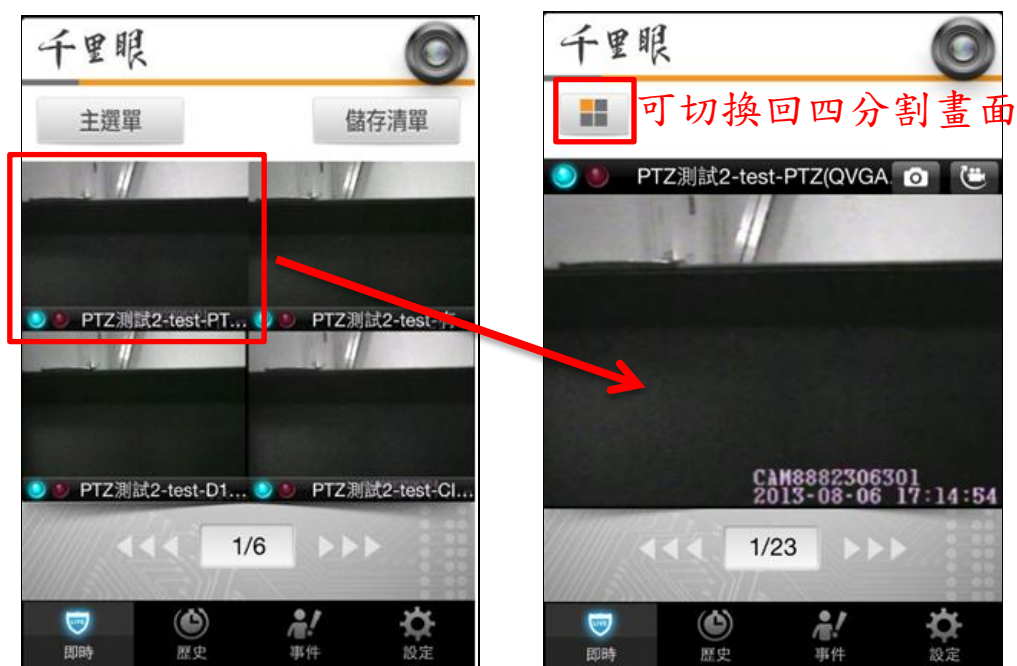 千里眼
主選單
儲存清單
PTZ測試2-test-PT...
PTZ測試2-test-
PTZ測試2-test-D1...
PTZ測試2-test-CI...
1/6
即時
歷史
事件
設定
千里眼
可切換回四分割畫面
PTZ測試2-test-PTZ(QVGA.
CAM8882306301
2013-08-06 17:14:54
1/23
即時
歷史
事件
設定